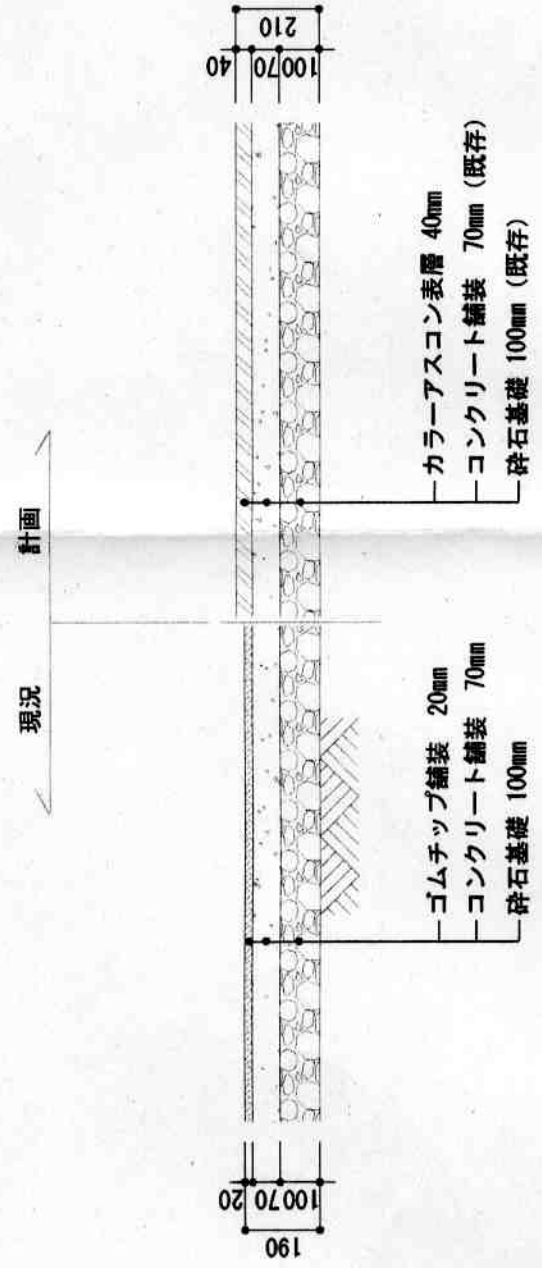 現況
計画
20
70
100
190
40
70
100
210
ゴムチップ舗装 20mm
コンクリート舗装 70mm
砕石基礎 100mm
カラーアスコン表層 40mm
コンクリート舗装 70mm (既存)
砕石基礎 100mm (既存)